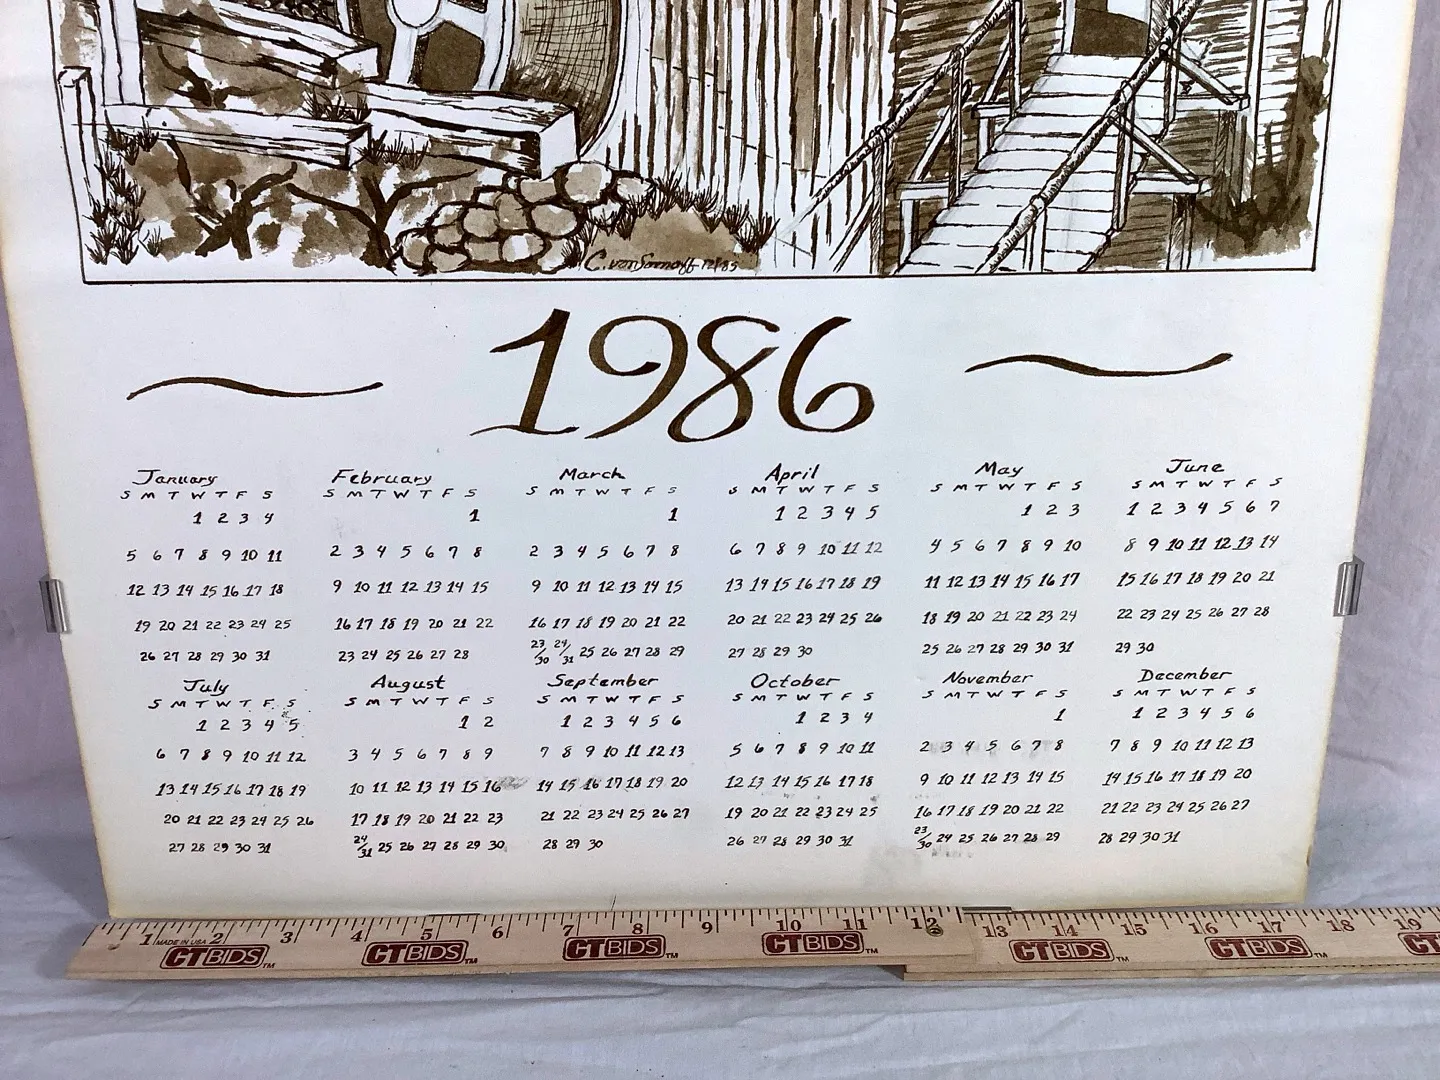 C. vonSonnoff 12/85
1986
January February March April May June
S M T W T F S S M T W T F S S M T W T F S S M T W T F S S M T W T F S S M T W T F S
1 2 3 4 1 1 1 2 3 4 5 1 2 3 1 2 3 4 5 6 7
5 6 7 8 9 10 11 2 3 4 5 6 7 8 2 3 4 5 6 7 8 6 7 8 9 10 11 12 4 5 6 7 8 9 10 8 9 10 11 12 13 14
12 13 14 15 16 17 18 9 10 11 12 13 14 15 9 10 11 12 13 14 15 13 14 15 16 17 18 19 11 12 13 14 15 16 17 15 16 17 18 19 20 21
19 20 21 22 23 24 25 16 17 18 19 20 21 22 16 17 18 19 20 21 22 20 21 22 23 24 25 26 18 19 20 21 22 23 24 22 23 24 25 26 27 28
26 27 28 29 30 31 23 24 25 26 27 28 23/30 24/31 25 26 27 28 29 27 28 29 30 25 26 27 28 29 30 31 29 30
July August September October November December
S M T W T F S S M T W T F S S M T W T F S S M T W T F S S M T W T F S S M T W T F S
1 2 3 4 5 1 2 1 2 3 4 5 6 1 2 3 4 1 1 2 3 4 5 6
6 7 8 9 10 11 12 3 4 5 6 7 8 9 7 8 9 10 11 12 13 5 6 7 8 9 10 11 2 3 4 5 6 7 8 7 8 9 10 11 12 13
13 14 15 16 17 18 19 10 11 12 13 14 15 16 14 15 16 17 18 19 20 12 13 14 15 16 17 18 9 10 11 12 13 14 15 14 15 16 17 18 19 20
20 21 22 23 24 25 26 17 18 19 20 21 22 23 21 22 23 24 25 26 27 19 20 21 22 23 24 25 16 17 18 19 20 21 22 21 22 23 24 25 26 27
27 28 29 30 31 24/31 25 26 27 28 29 30 28 29 30 26 27 28 29 30 31 23/30 24 25 26 27 28 29 28 29 30 31
1 MADE IN USA 2 3 4 5 6 7 8 9 10 11 12 13 14 15 16 17 18 19
CTBIDS™ CTBIDS™ CTBIDS™ CTBIDS™ CTBIDS™ CTBIDS™ CT